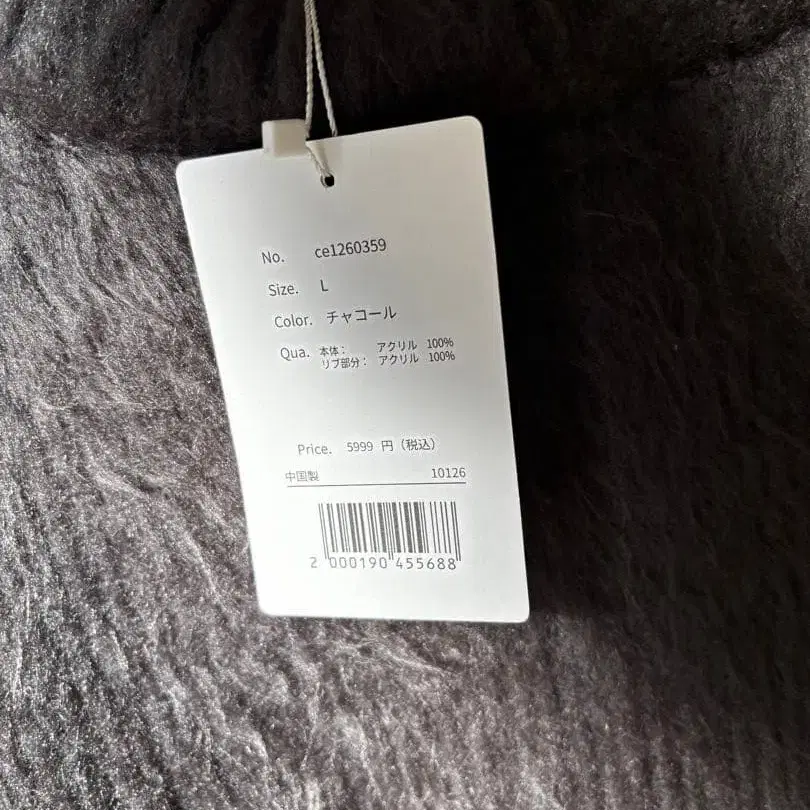 No. ce1260359
Size. L
Color. チャコール
Qua. 本体： アクリル 100%
リブ部分： アクリル 100%
Price. 5999 円（税込）
中国製 10126
2 000190 455688